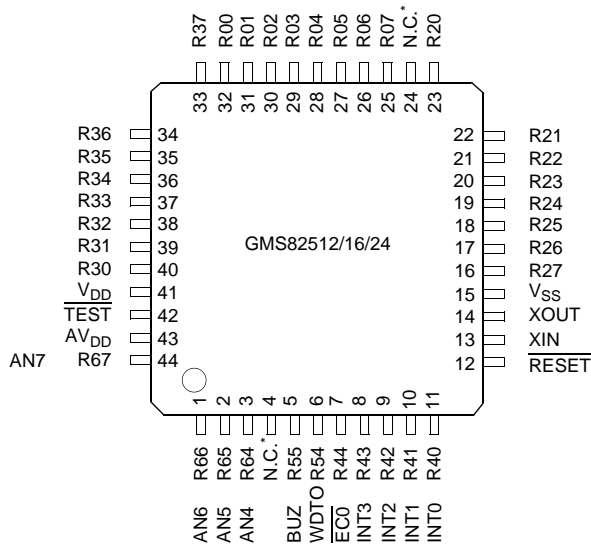 R37 R00 R01 R02 R03 R04 R05 R06 R07 N.C.* R20
33 32 31 30 29 28 27 26 25 24 23
R36 34 22 R21
R35 35 21 R22
R34 36 20 R23
R33 37 19 R24
R32 38 18 R25
R31 39 GMS82512/16/24 17 R26
R30 40 16 R27
VDD 41 15 VSS
TEST 42 14 XOUT
AVDD 43 13 XIN
AN7 R67 44 12 RESET
1 2 3 4 5 6 7 8 9 10 11
R66 R65 R64 N.C.* R55 R54 R44 R43 R42 R41 R40
AN6 AN5 AN4 BUZ WDTO EC0 INT3 INT2 INT1 INT0